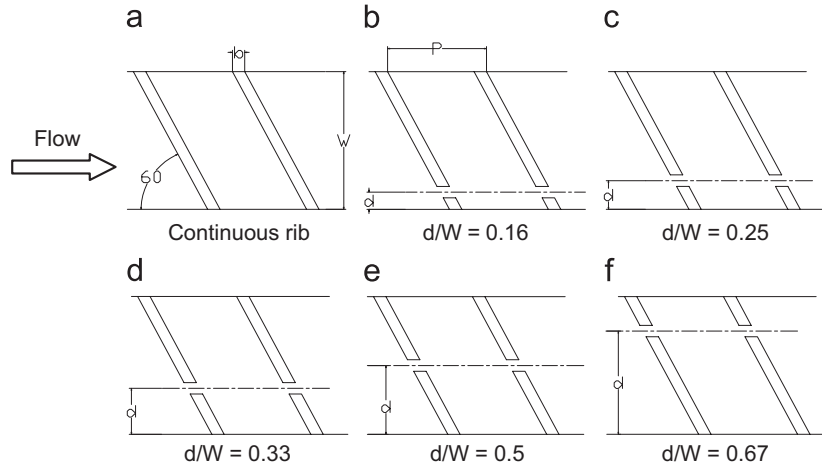 a
b
c
b
P
Flow
60
W
d
d
Continuous rib
d/W = 0.16
d/W = 0.25
d
e
f
d
d
d
d/W = 0.33
d/W = 0.5
d/W = 0.67